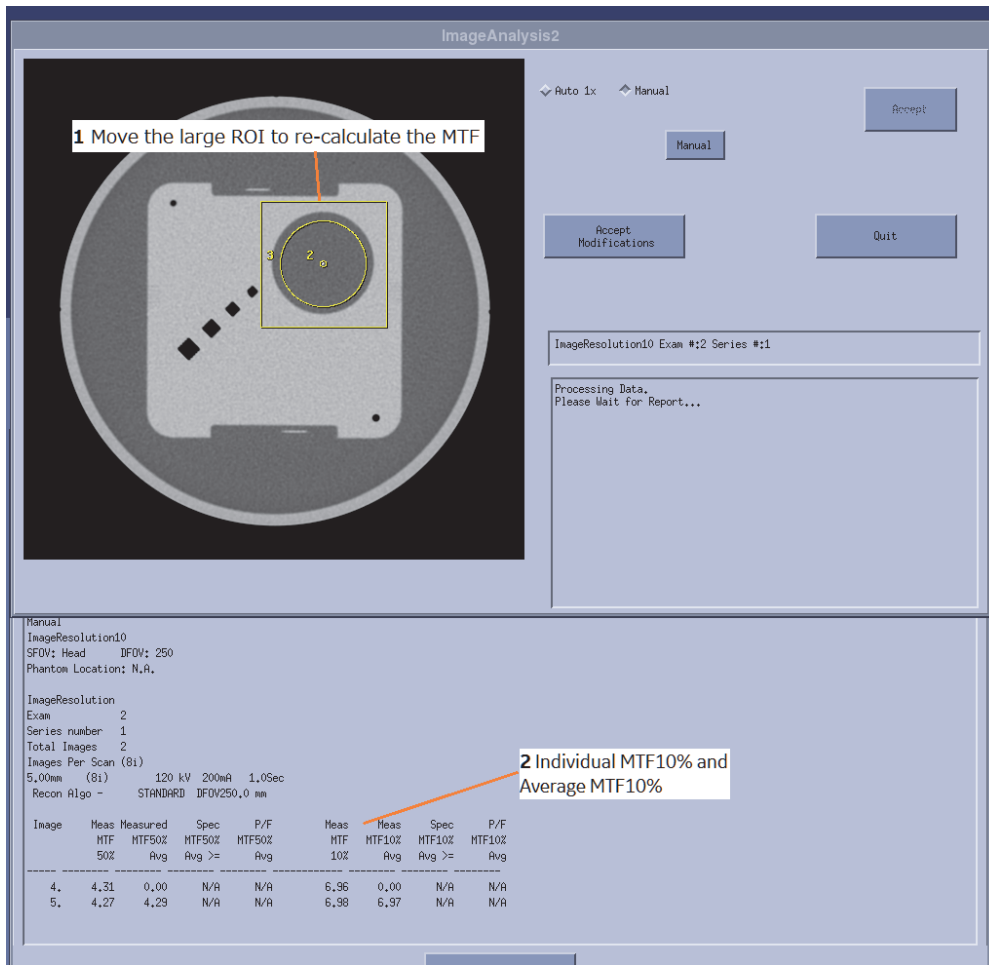 ImageAnalysis2
Auto 1x Manual
Accept
1 Move the large ROI to re-calculate the MTF
Manual
Accept
Modifications
Quit
3 2
ImageResolution10 Exam #:2 Series #:1
Processing Data.
Please Wait for Report...
Manual
ImageResolution10
SFOV: Head DFOV: 250
Phantom Location: N.A.
ImageResolution
Exam 2
Series number 1
Total Images 2
Images Per Scan (8i)
5.00mm (8i) 120 kV 200mA 1.0Sec
Recon Algo - STANDARD DFOV250.0 mm
2 Individual MTF10% and
Average MTF10%
Image Meas Measured Spec P/F Meas Meas Spec P/F
MTF MTF50% MTF50% MTF50% MTF MTF10% MTF10% MTF10%
50% Avg Avg >= Avg 10% Avg Avg >= Avg
----- -------- -------- -------- -------- ------------ -------- -------- --------
4. 4.31 0.00 N/A N/A 6.96 0.00 N/A N/A
5. 4.27 4.29 N/A N/A 6.98 6.97 N/A N/A